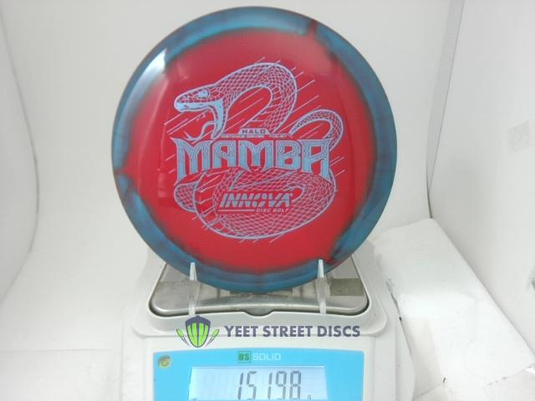 HALO
MAMBA
INNOVA
DISC GOLF
YEET STREET DISCS
SOLID
151.98